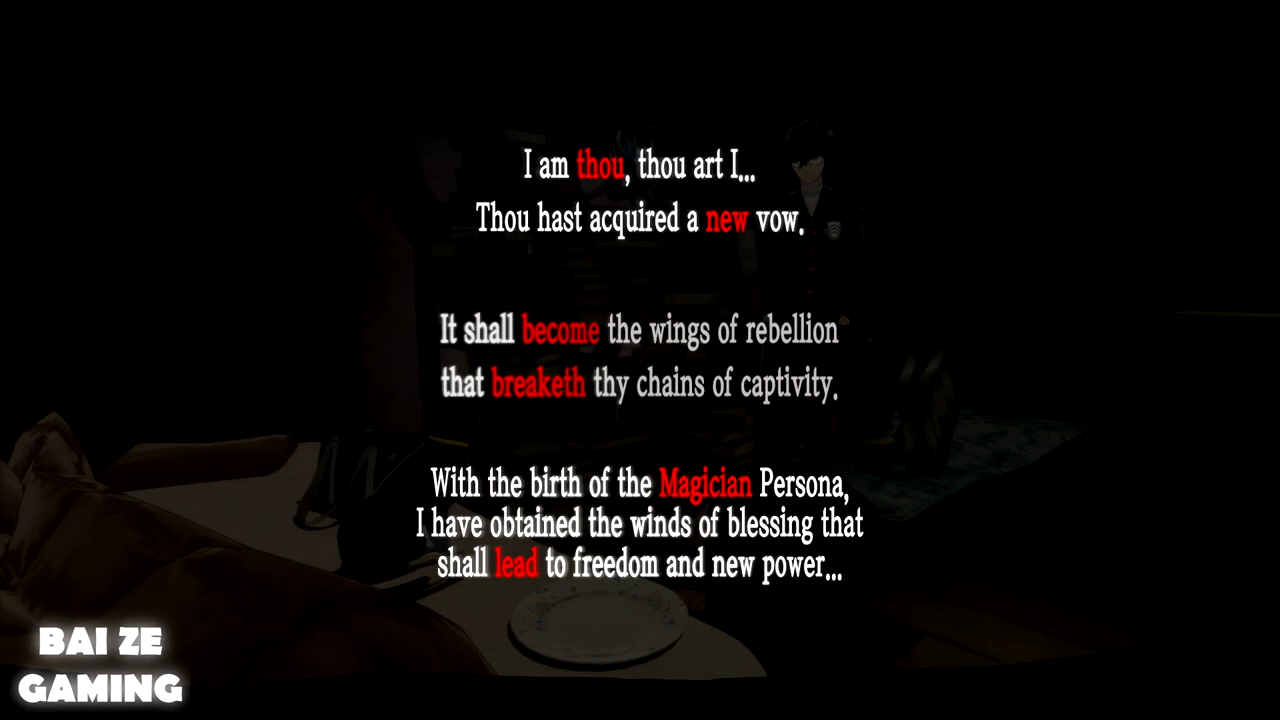 I am thou, thou art I...
Thou hast acquired a new vow.
It shall become the wings of rebellion
that breaketh thy chains of captivity.
With the birth of the Magician Persona,
I have obtained the winds of blessing that
shall lead to freedom and new power...
BAI ZE
GAMING